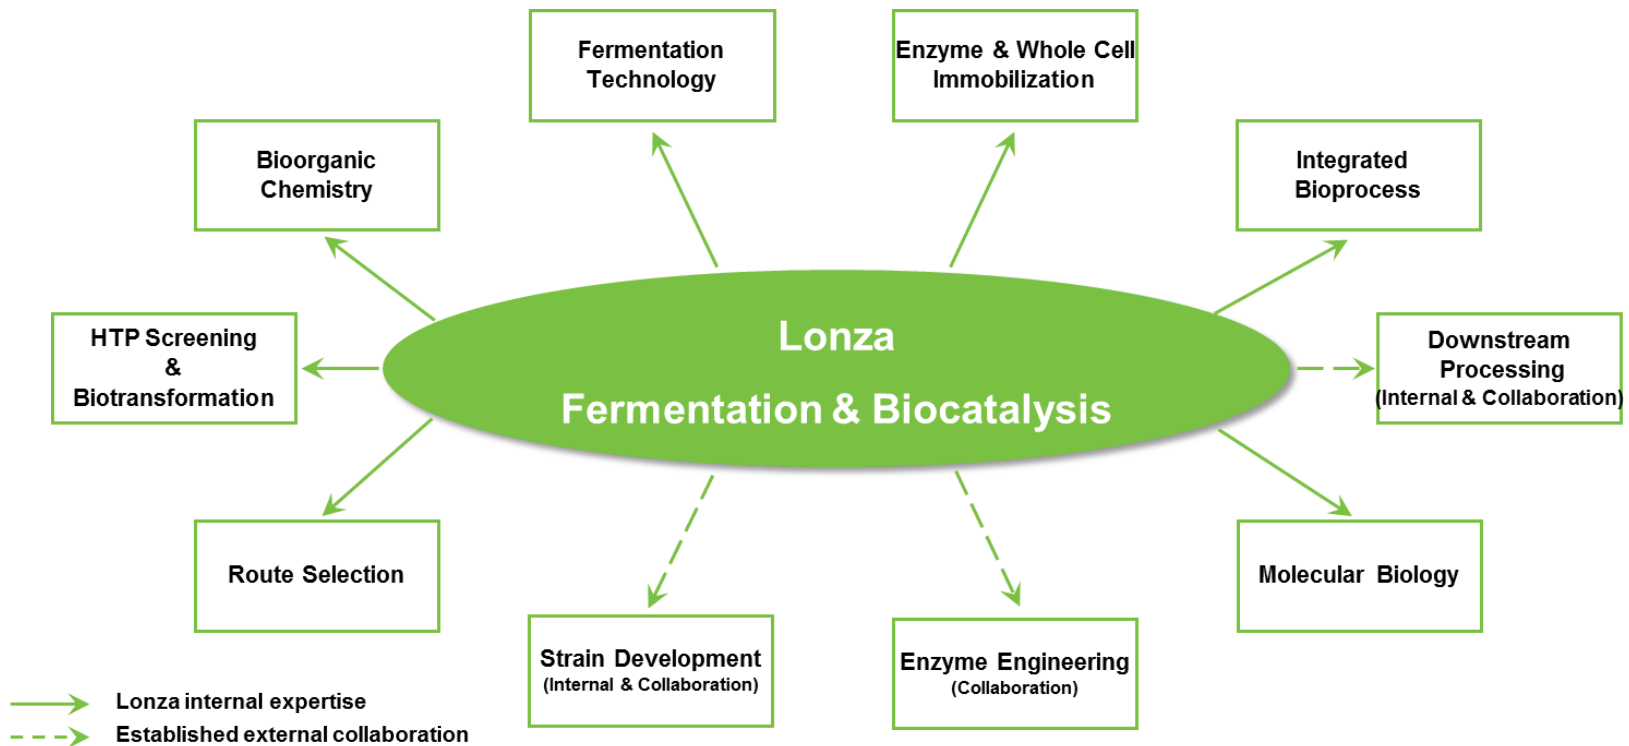 Fermentation
Technology
Enzyme & Whole Cell
Immobilization
Bioorganic
Chemistry
Integrated
Bioprocess
HTP Screening
&
Biotransformation
Lonza
Fermentation & Biocatalysis
Downstream
Processing
(Internal & Collaboration)
Route Selection
Molecular Biology
Strain Development
(Internal & Collaboration)
Enzyme Engineering
(Collaboration)
Lonza internal expertise
Established external collaboration